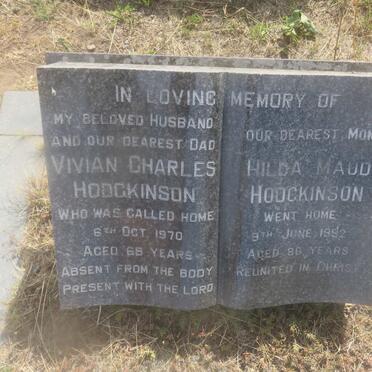 IN LOVING MEMORY OF
MY BELOVED HUSBAND
AND OUR DEAREST DAD
VIVIAN CHARLES
HODGKINSON
WHO WAS CALLED HOME
6TH OCT 1970
AGED 68 YEARS
ABSENT FROM THE BODY
PRESENT WITH THE LORD
OUR DEAREST MOM
HILDA MAUD
HODGKINSON
WENT HOME
9TH JUNE 1992
AGED 86 YEARS
REUNITED IN CHRIST